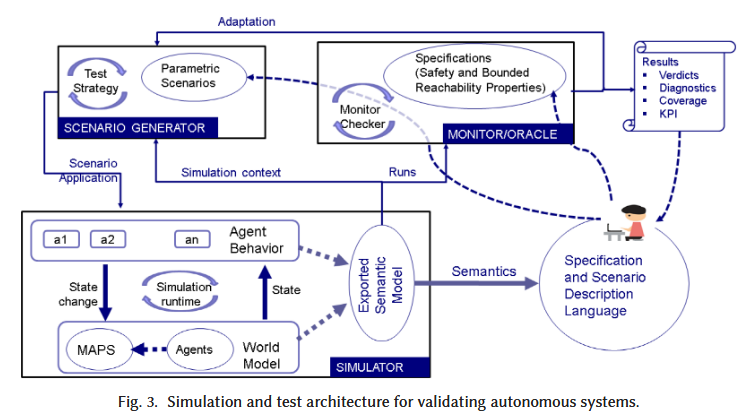 Adaptation
Test
Strategy
Parametric
Scenarios
SCENARIO GENERATOR
Specifications
(Safety and Bounded
Reachability Properties)
Monitor
Checker
MONITOR/ORACLE
Results
▪ Verdicts
▪ Diagnostics
▪ Coverage
▪ KPI
Scenario
Application
Simulation context
Runs
a1
a2
an
Agent
Behavior
State
change
Simulation
runtime
State
MAPS
Agents
World
Model
Exported
Semantic
Model
SIMULATOR
Semantics
Specification
and Scenario
Description
Language
Fig. 3. Simulation and test architecture for validating autonomous systems.